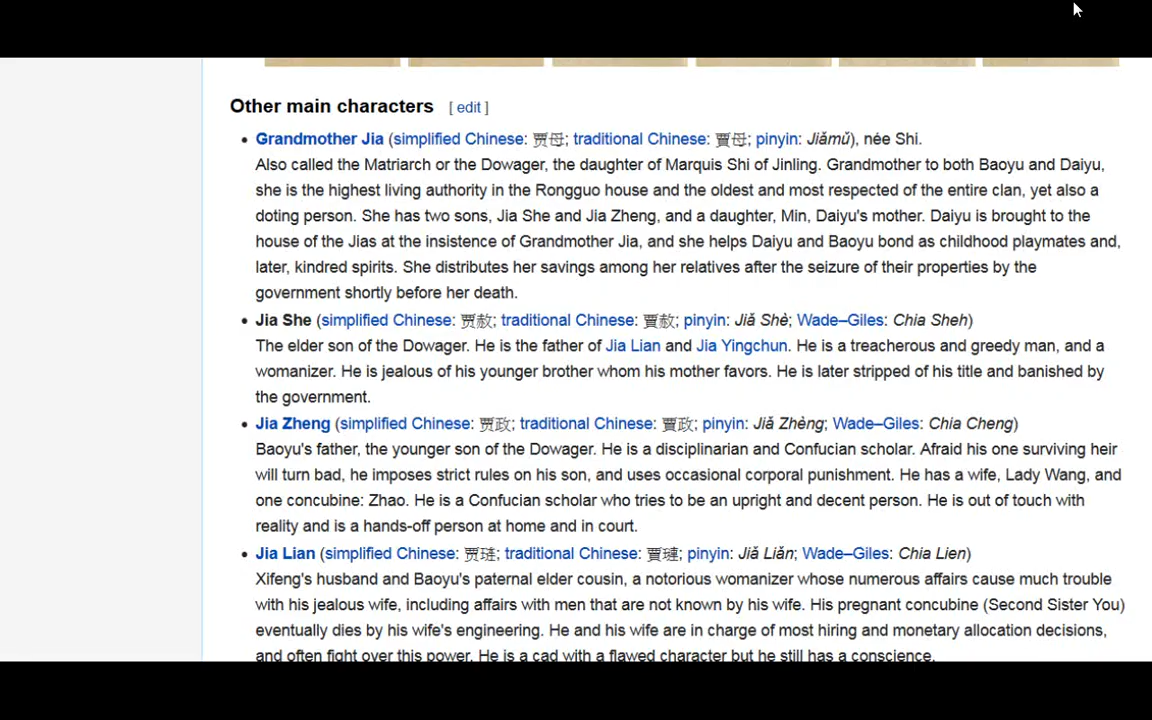 Other main characters [ edit ]
• Grandmother Jia (simplified Chinese: 贾母; traditional Chinese: 賈母; pinyin: Jiǎmǔ), née Shi.
Also called the Matriarch or the Dowager, the daughter of Marquis Shi of Jinling. Grandmother to both Baoyu and Daiyu,
she is the highest living authority in the Rongguo house and the oldest and most respected of the entire clan, yet also a
doting person. She has two sons, Jia She and Jia Zheng, and a daughter, Min, Daiyu's mother. Daiyu is brought to the
house of the Jias at the insistence of Grandmother Jia, and she helps Daiyu and Baoyu bond as childhood playmates and,
later, kindred spirits. She distributes her savings among her relatives after the seizure of their properties by the
government shortly before her death.
• Jia She (simplified Chinese: 贾赦; traditional Chinese: 賈赦; pinyin: Jiǎ Shè; Wade–Giles: Chia Sheh)
The elder son of the Dowager. He is the father of Jia Lian and Jia Yingchun. He is a treacherous and greedy man, and a
womanizer. He is jealous of his younger brother whom his mother favors. He is later stripped of his title and banished by
the government.
• Jia Zheng (simplified Chinese: 贾政; traditional Chinese: 賈政; pinyin: Jiǎ Zhèng; Wade–Giles: Chia Cheng)
Baoyu's father, the younger son of the Dowager. He is a disciplinarian and Confucian scholar. Afraid his one surviving heir
will turn bad, he imposes strict rules on his son, and uses occasional corporal punishment. He has a wife, Lady Wang, and
one concubine: Zhao. He is a Confucian scholar who tries to be an upright and decent person. He is out of touch with
reality and is a hands-off person at home and in court.
• Jia Lian (simplified Chinese: 贾琏; traditional Chinese: 賈璉; pinyin: Jiǎ Liǎn; Wade–Giles: Chia Lien)
Xifeng's husband and Baoyu's paternal elder cousin, a notorious womanizer whose numerous affairs cause much trouble
with his jealous wife, including affairs with men that are not known by his wife. His pregnant concubine (Second Sister You)
eventually dies by his wife's engineering. He and his wife are in charge of most hiring and monetary allocation decisions,
and often fight over this power. He is a cad with a flawed character but he still has a conscience.